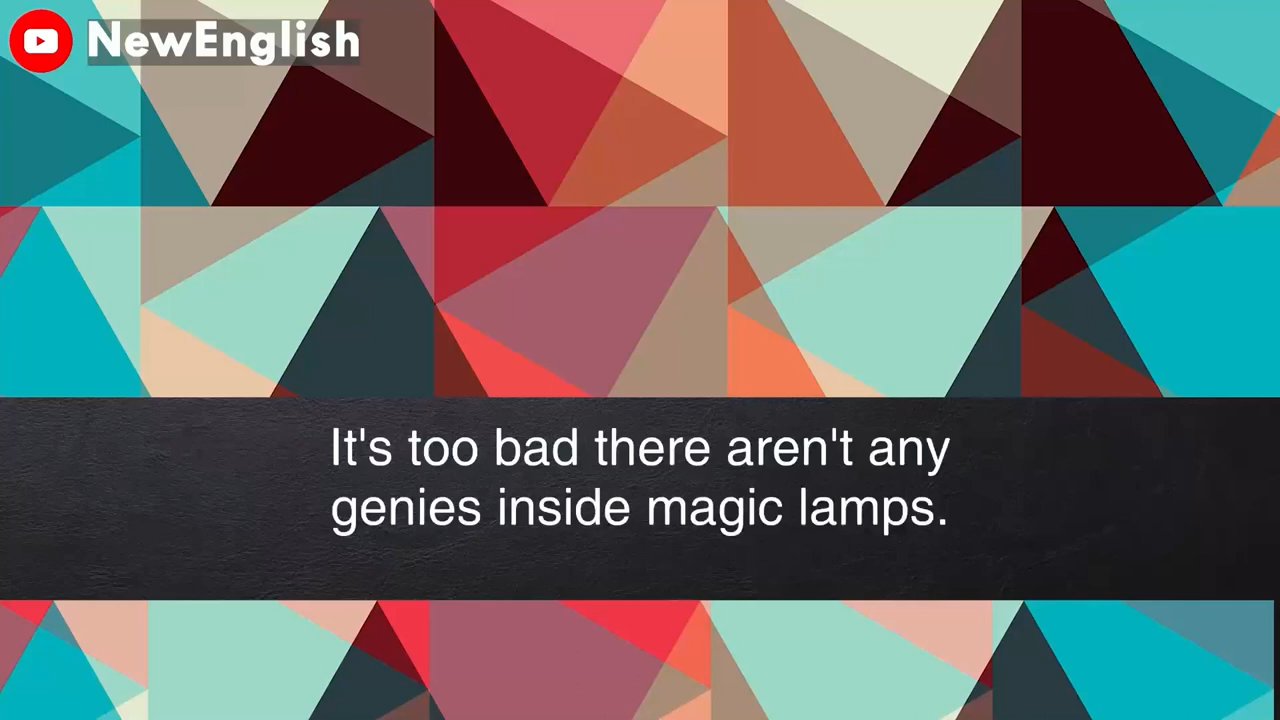 NewEnglish
It's too bad there aren't any
genies inside magic lamps.